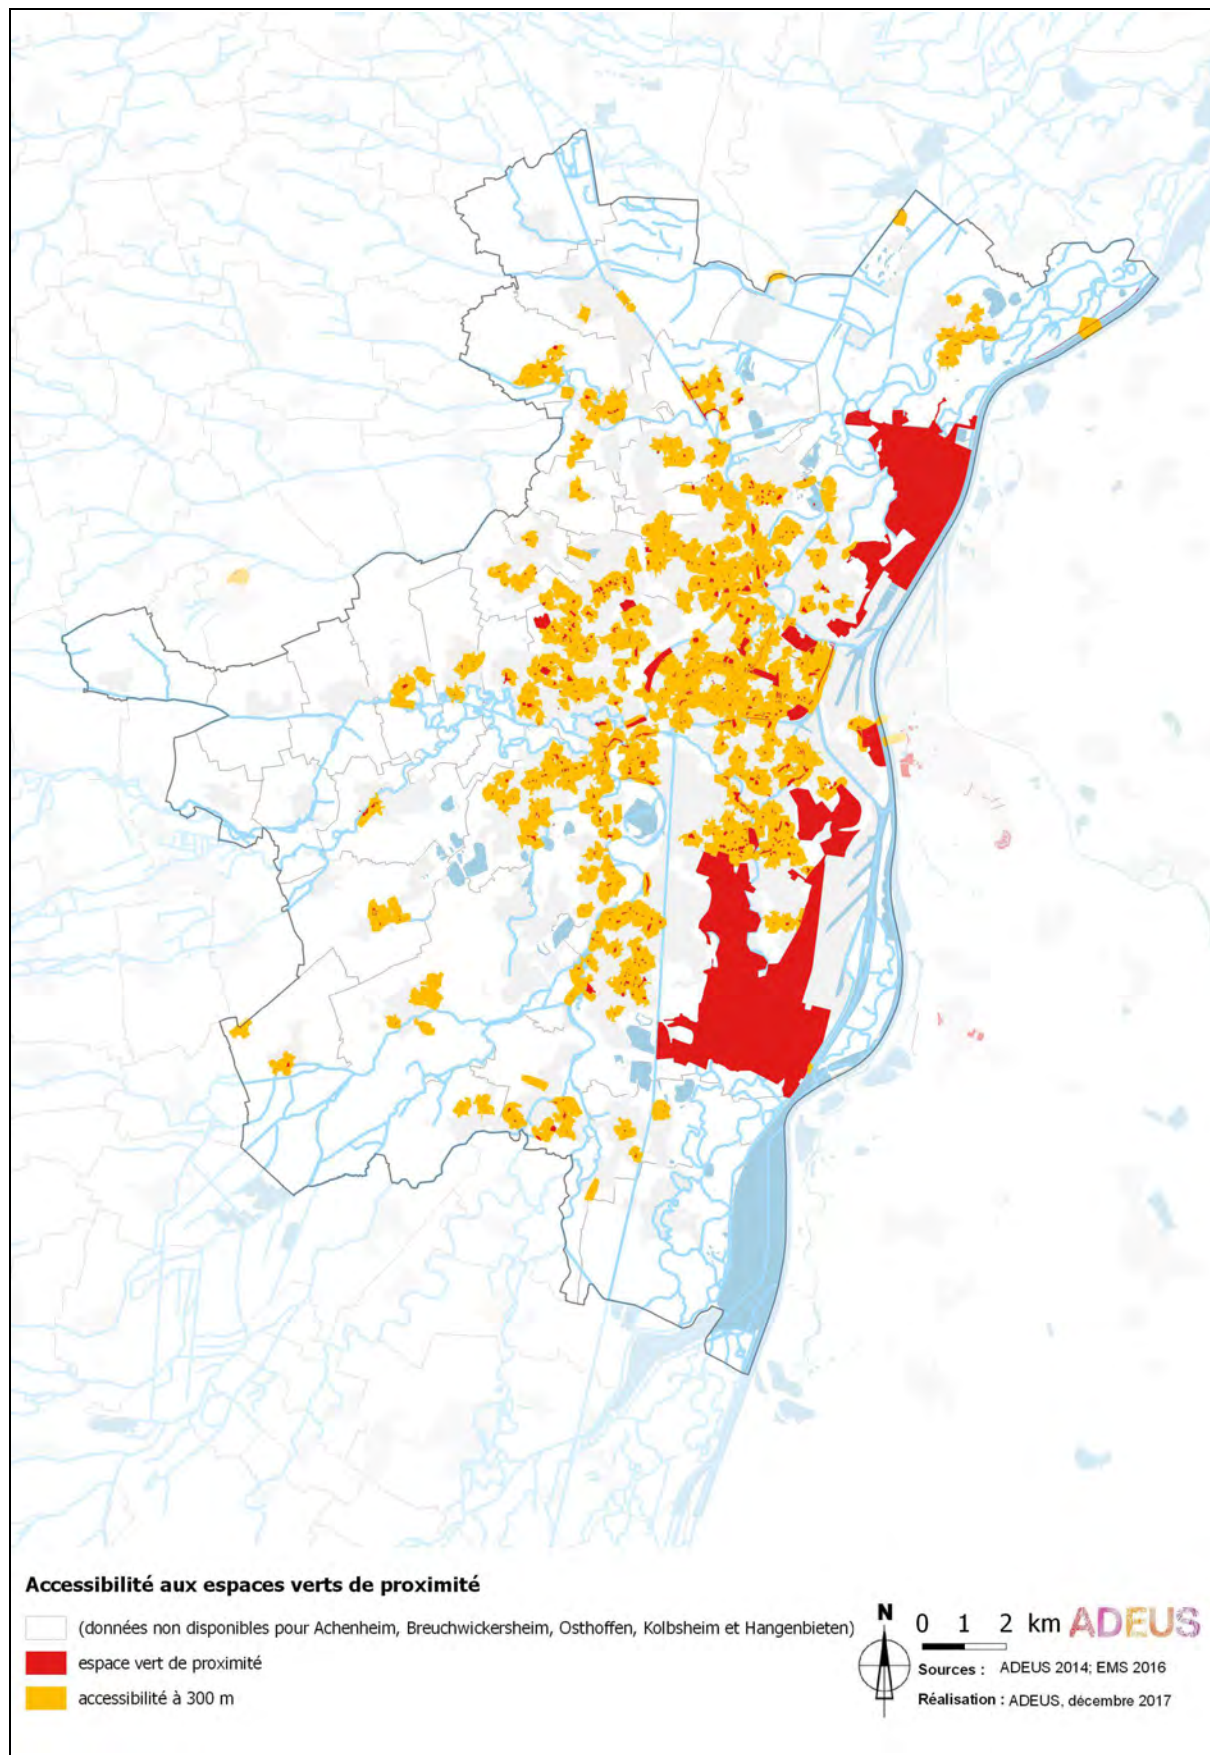 Accessibilité aux espaces verts de proximité
(données non disponibles pour Achenheim, Breuchwickersheim, Osthoffen, Kolbsheim et Hangenbieten)
espace vert de proximité
accessibilité à 300 m
N
0 1 2 km ADEUS
Sources : ADEUS 2014; EMS 2016
Réalisation : ADEUS, décembre 2017